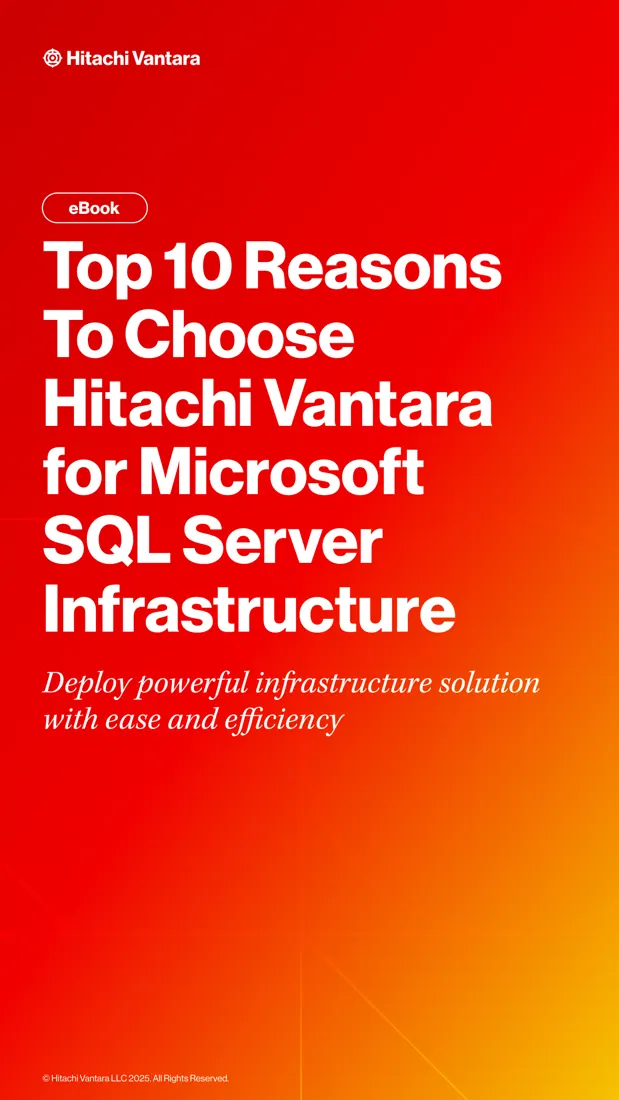 Hitachi Vantara
eBook
Top 10 Reasons
To Choose
Hitachi Vantara
for Microsoft
SQL Server
Infrastructure
Deploy powerful infrastructure solution
with ease and efficiency
© Hitachi Vantara LLC 2025. All Rights Reserved.